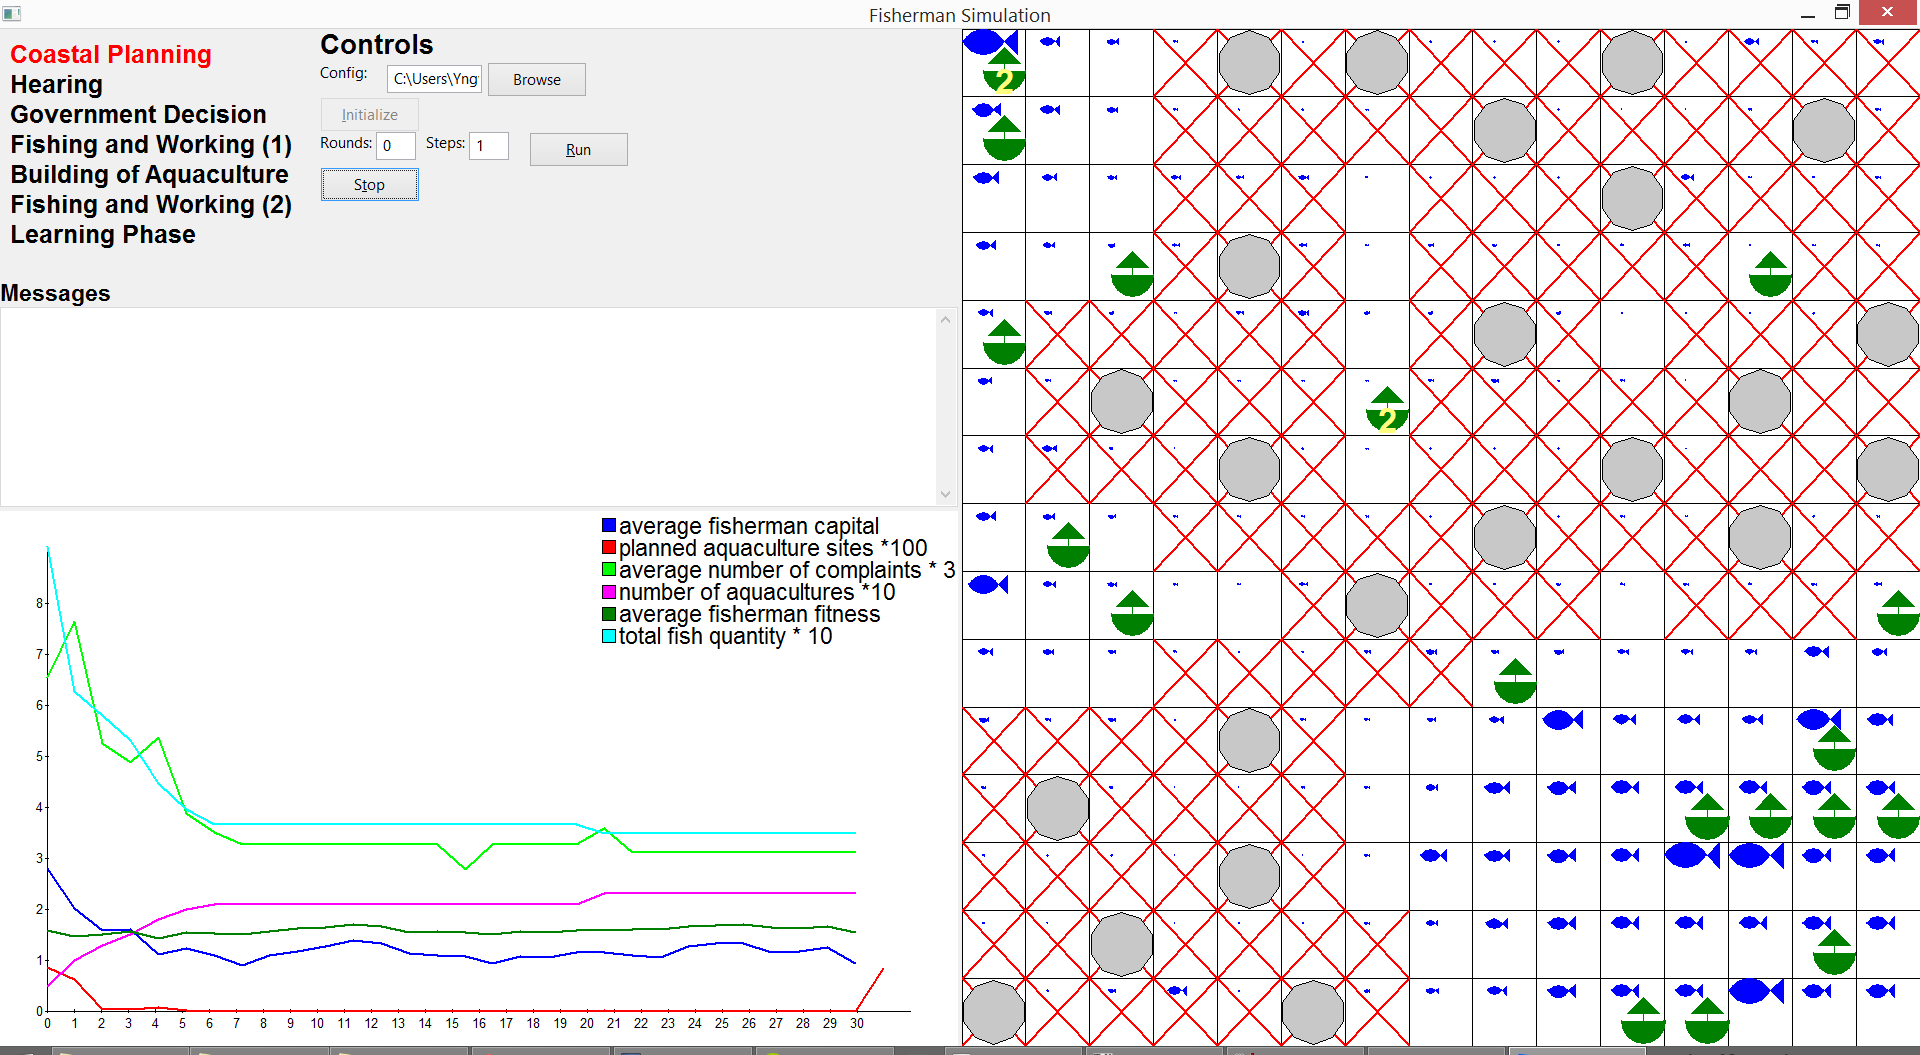 Fisherman Simulation
Coastal Planning
Hearing
Government Decision
Fishing and Working (1)
Building of Aquaculture
Fishing and Working (2)
Learning Phase
Controls
Config: C:\Users\Yng Browse
Initialize
Rounds: 0 Steps: 1 Run
Stop
Messages
average fisherman capital
planned aquaculture sites *100
average number of complaints * 3
number of aquacultures *10
average fisherman fitness
total fish quantity * 10
8
7
6
5
4
3
2
1
0
0 1 2 3 4 5 6 7 8 9 10 11 12 13 14 15 16 17 18 19 20 21 22 23 24 25 26 27 28 29 30
2
2